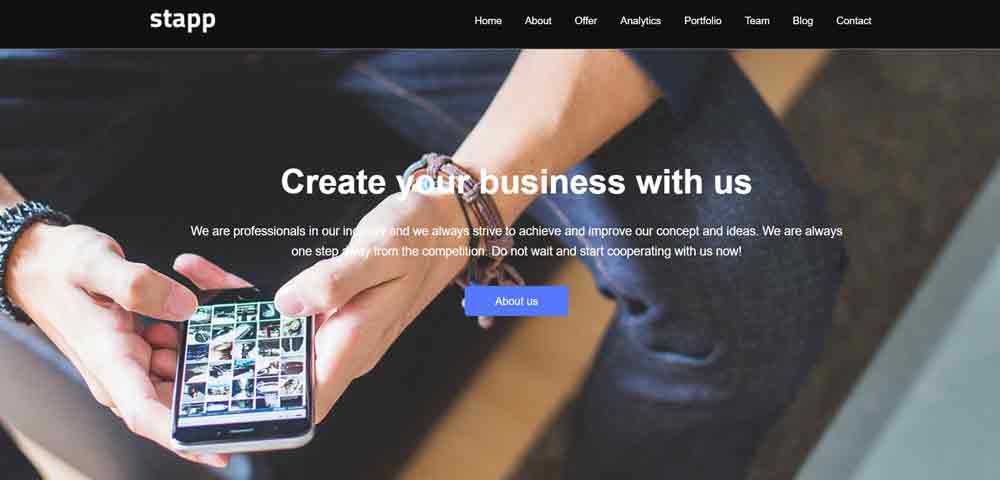 stapp
Home About Offer Analytics Portfolio Team Blog Contact
Create your business with us
We are professionals in our industry and we always strive to achieve and improve our concept and ideas. We are always
one step away from the competition. Do not wait and start cooperating with us now!
About us